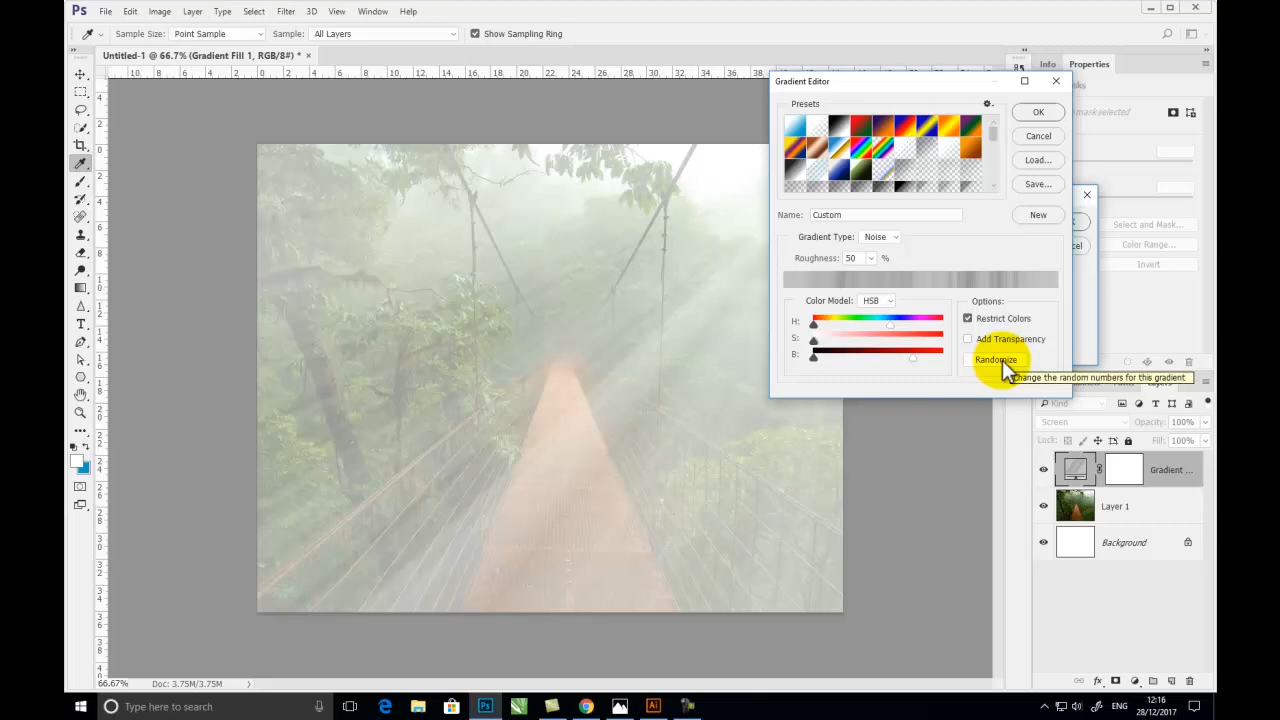 Ps File Edit Image Layer Type Select Filter 3D View Window Help
Sample Size: Point Sample Sample: All Layers Show Sampling Ring
Untitled-1 @ 66.7% (Gradient Fill 1, RGB/8#) * ×
Info Properties
Gradient Editor
Presets
OK
Cancel
Load...
Save...
Name: Custom
New
Gradient Type: Noise
Roughness: 50 %
Color Model: HSB
H:
S:
B:
Options:
Restrict Colors
Add Transparency
Randomize
Change the random numbers for this gradient
Select and Mask...
Color Range...
Invert
Kind
Screen Opacity: 100%
Lock: Fill: 100%
Gradient ...
Layer 1
Background
66.67% Doc: 3.75M/3.75M
Type here to search
ENG
12:16
28/12/2017